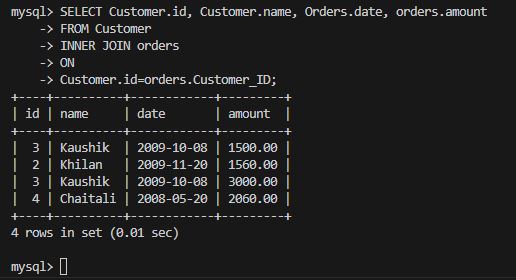 mysql> SELECT Customer.id, Customer.name, Orders.date, orders.amount
    -> FROM Customer
    -> INNER JOIN orders
    -> ON
    -> Customer.id=orders.Customer_ID;
+----+----------+------------+---------+
| id | name     | date       | amount  |
+----+----------+------------+---------+
|  3 | Kaushik  | 2009-10-08 | 1500.00 |
|  2 | Khilan   | 2009-11-20 | 1560.00 |
|  3 | Kaushik  | 2009-10-08 | 3000.00 |
|  4 | Chaitali | 2008-05-20 | 2060.00 |
+----+----------+------------+---------+
4 rows in set (0.01 sec)

mysql>